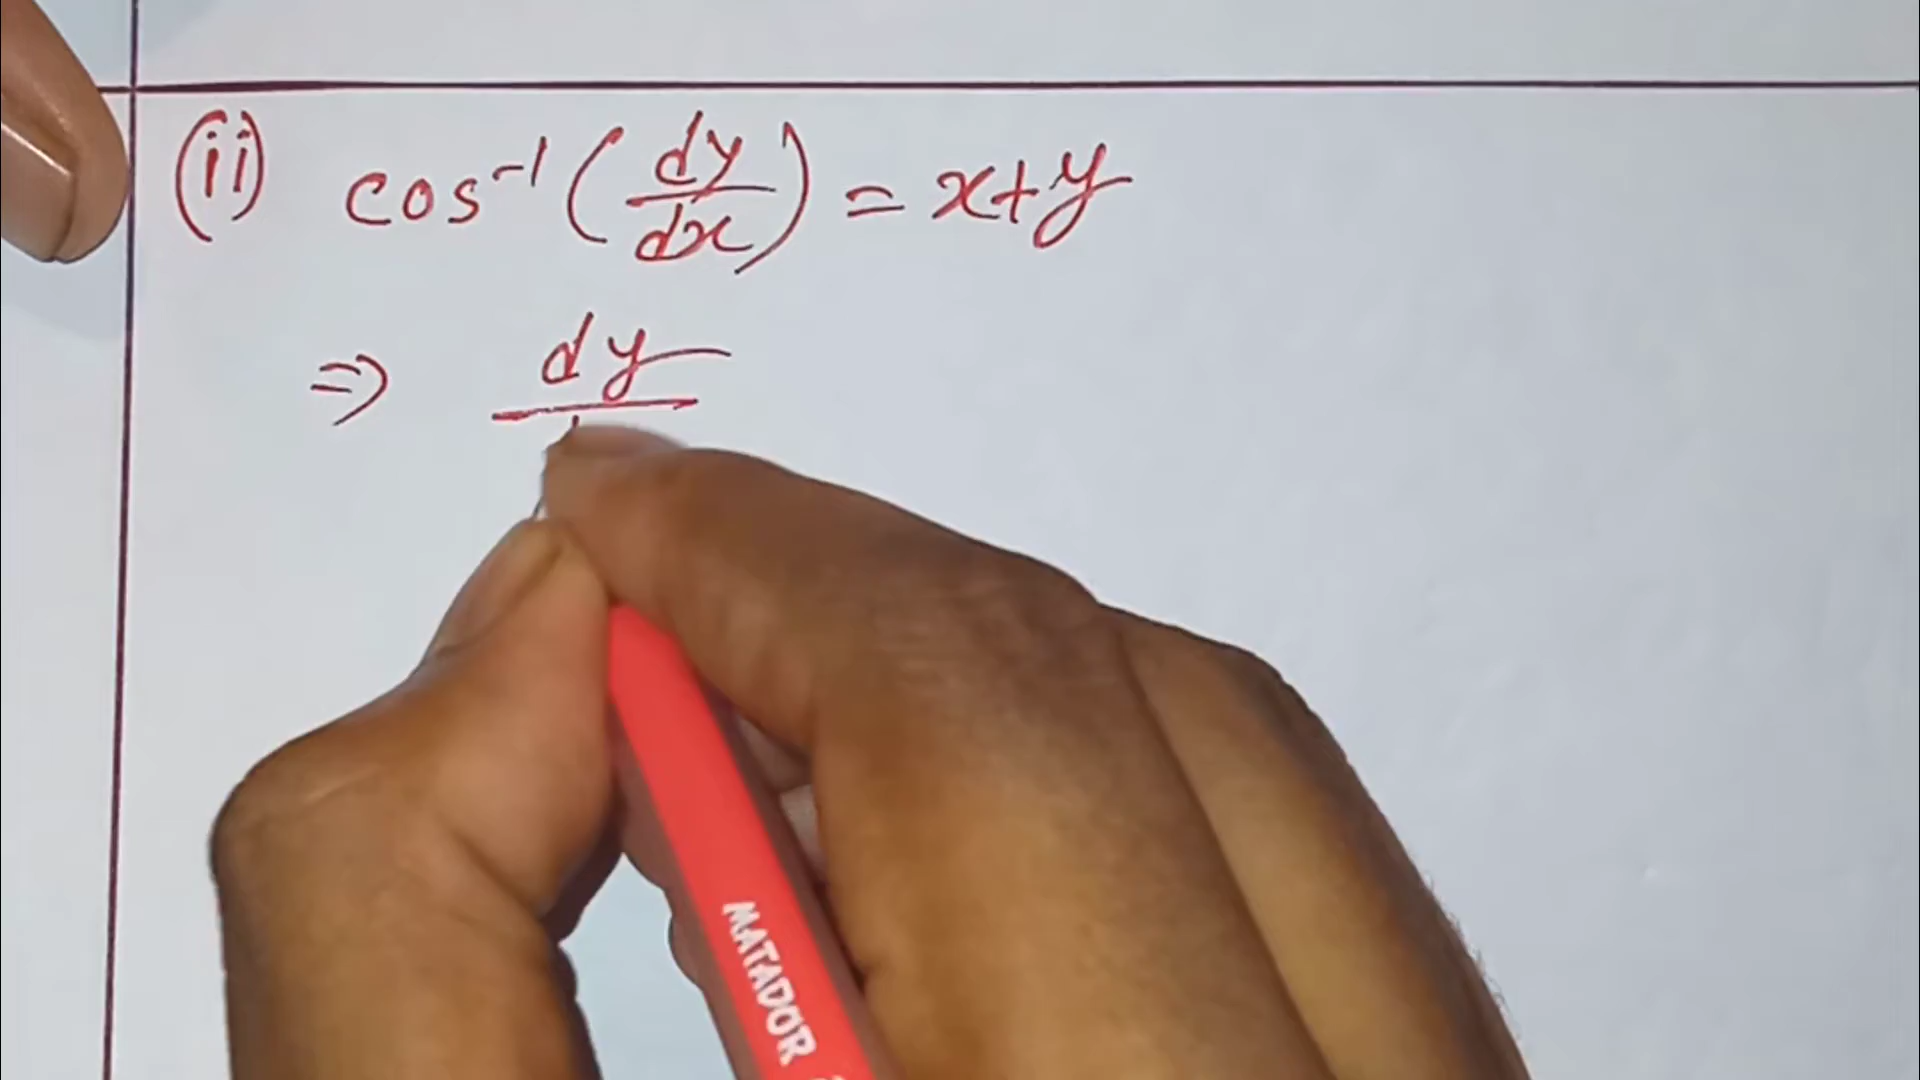 (ii) cos⁻¹(dy/dx) = x+y
⇒ dy
MATADOR